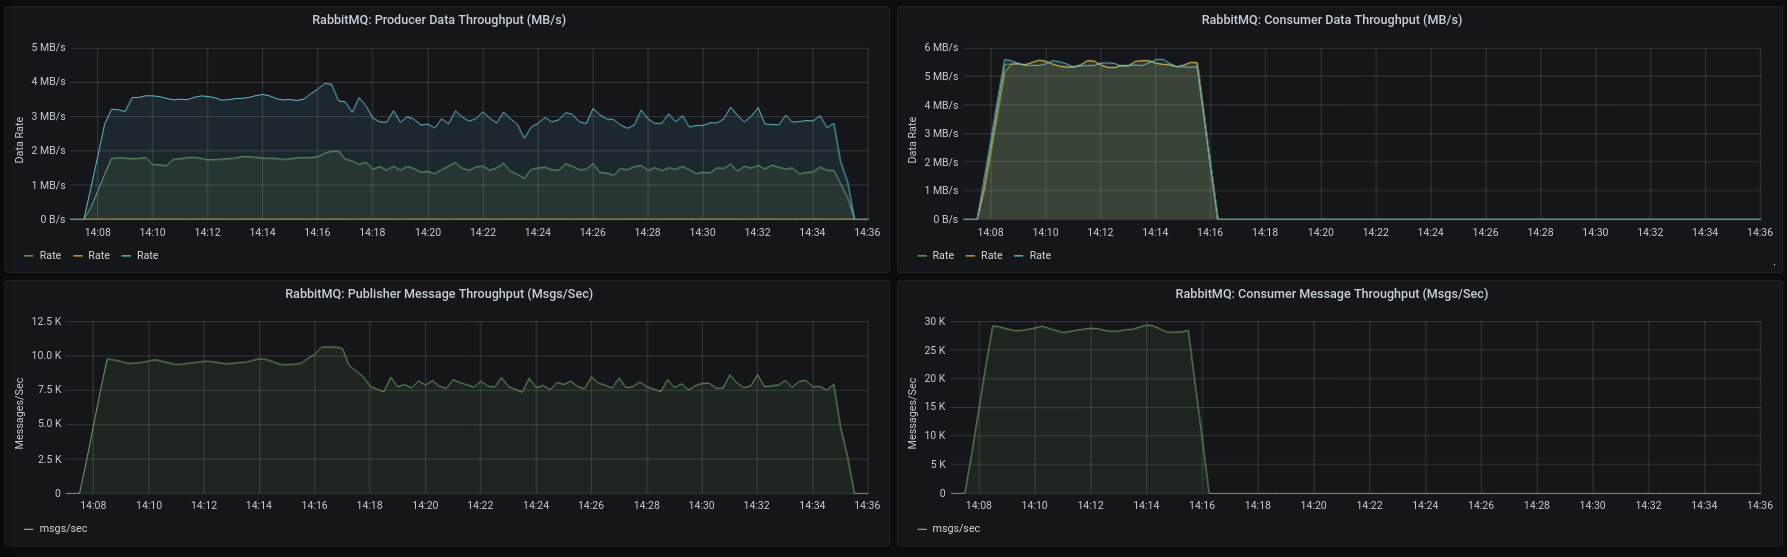 RabbitMQ: Producer Data Throughput (MB/s)
5 MB/s
4 MB/s
3 MB/s
2 MB/s
1 MB/s
0 B/s
Data Rate
14:08 14:10 14:12 14:14 14:16 14:18 14:20 14:22 14:24 14:26 14:28 14:30 14:32 14:34 14:36
Rate Rate Rate
RabbitMQ: Consumer Data Throughput (MB/s)
6 MB/s
5 MB/s
4 MB/s
3 MB/s
2 MB/s
1 MB/s
0 B/s
Data Rate
14:08 14:10 14:12 14:14 14:16 14:18 14:20 14:22 14:24 14:26 14:28 14:30 14:32 14:34 14:36
Rate Rate Rate
RabbitMQ: Publisher Message Throughput (Msgs/Sec)
12.5 K
10.0 K
7.5 K
5.0 K
2.5 K
0
Messages/Sec
14:08 14:10 14:12 14:14 14:16 14:18 14:20 14:22 14:24 14:26 14:28 14:30 14:32 14:34 14:36
msgs/sec
RabbitMQ: Consumer Message Throughput (Msgs/Sec)
30 K
25 K
20 K
15 K
10 K
5 K
0
Messages/Sec
14:08 14:10 14:12 14:14 14:16 14:18 14:20 14:22 14:24 14:26 14:28 14:30 14:32 14:34 14:36
msgs/sec